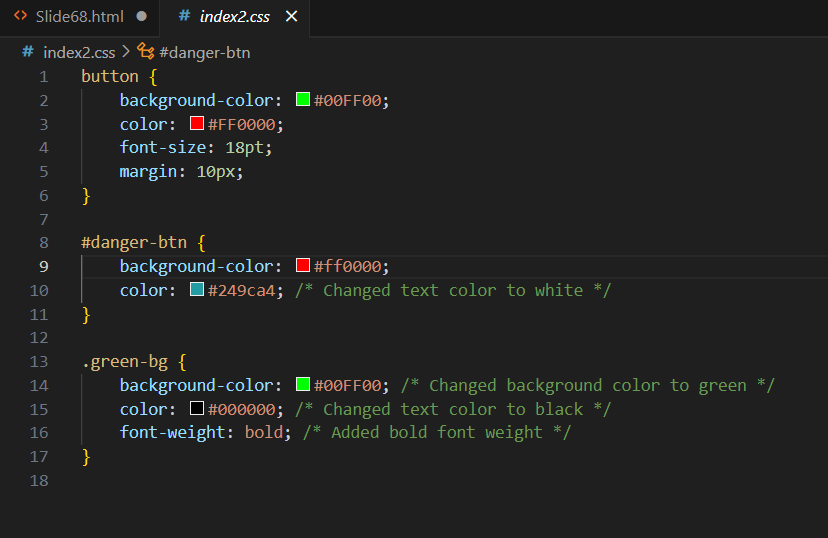 Slide68.html
# index2.css
# index2.css > #danger-btn
1 button {
2 background-color: #00FF00;
3 color: #FF0000;
4 font-size: 18pt;
5 margin: 10px;
6 }
7
8 #danger-btn {
9 background-color: #ff0000;
10 color: #249ca4; /* Changed text color to white */
11 }
12
13 .green-bg {
14 background-color: #00FF00; /* Changed background color to green */
15 color: #000000; /* Changed text color to black */
16 font-weight: bold; /* Added bold font weight */
17 }
18